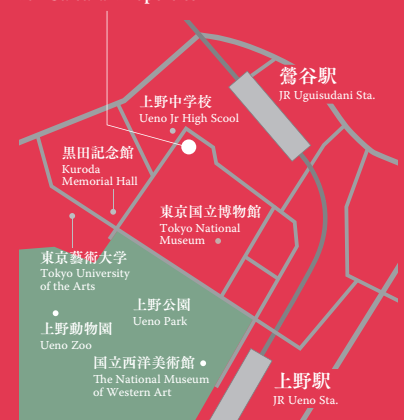 鶯谷駅
JR Uguisudani Sta.
上野中学校
Ueno Jr High Scool
黒田記念館
Kuroda
Memorial Hall
東京国立博物館
Tokyo National
Museum
東京藝術大学
Tokyo University
of the Arts
上野公園
Ueno Park
上野動物園
Ueno Zoo
国立西洋美術館
The National Museum
of Western Art
上野駅
JR Ueno Sta.